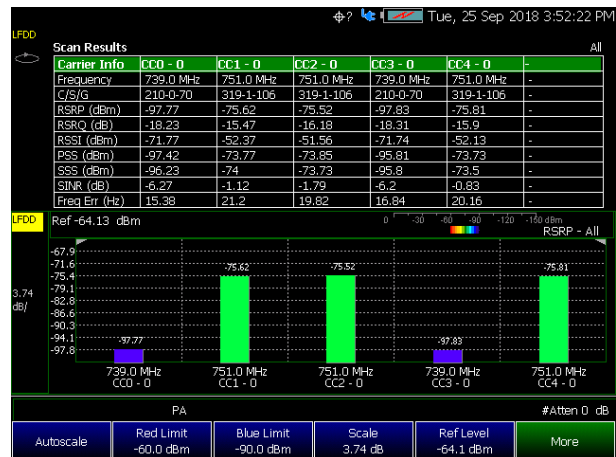 ? Tue, 25 Sep 2018 3:52:22 PM
LFDD
Scan Results All
Carrier Info CC0 - 0 CC1 - 0 CC2 - 0 CC3 - 0 CC4 - 0 -
Frequency 739.0 MHz 751.0 MHz 751.0 MHz 739.0 MHz 751.0 MHz -
C/S/G 210-0-70 319-1-106 319-1-106 210-0-70 319-1-106 -
RSRP (dBm) -97.77 -75.62 -75.52 -97.83 -75.81 -
RSRQ (dB) -18.23 -15.47 -16.18 -18.31 -15.9 -
RSSI (dBm) -71.77 -52.37 -51.56 -71.74 -52.13 -
PSS (dBm) -97.42 -73.77 -73.85 -95.81 -73.73 -
SSS (dBm) -96.23 -74 -73.73 -95.8 -73.5 -
SINR (dB) -6.27 -1.12 -1.79 -6.2 -0.83 -
Freq Err (Hz) 15.38 21.2 19.82 16.84 20.16 -
LFDD Ref -64.13 dBm 0 -30 -60 -90 -120 -150 dBm
RSRP - All
-67.9
-71.6
-75.4
-79.1
-82.8
-86.6
-90.3
-94.1
-97.8
3.74
dB/
-97.77 -75.62 -75.52 -97.83 -75.81
739.0 MHz 751.0 MHz 751.0 MHz 739.0 MHz 751.0 MHz
CC0 - 0 CC1 - 0 CC2 - 0 CC3 - 0 CC4 - 0
PA #Atten 0 dB
Autoscale
Red Limit
-60.0 dBm
Blue Limit
-90.0 dBm
Scale
3.74 dB
Ref Level
-64.1 dBm
More